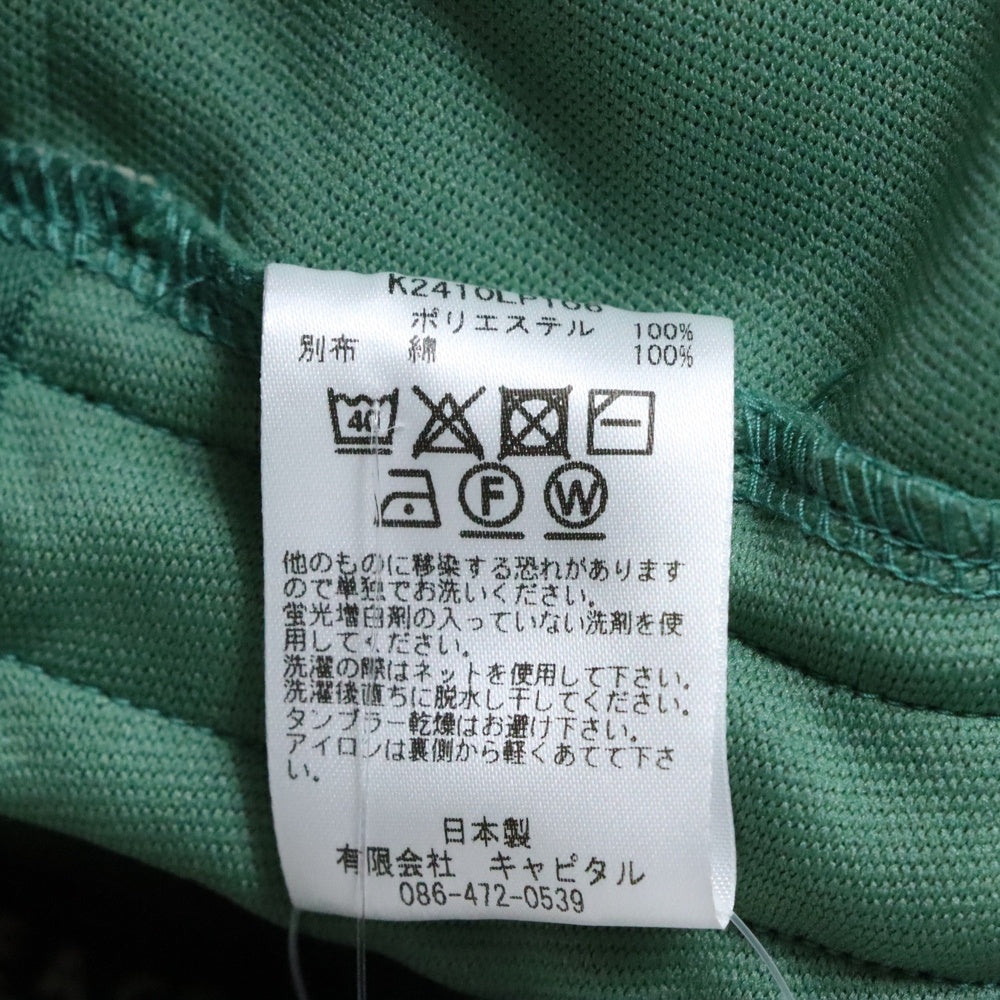 K2410LP188
ポリエステル 100%
別布 綿 100%
40
F W
他のものに移染する恐れがあります
ので単独でお洗いください。
蛍光増白剤の入っていない洗剤を使
用してください。
洗濯の際はネットを使用して下さい。
洗濯後直ちに脱水し干してください。
タンブラー乾燥はお避け下さい。
アイロンは裏側から軽くあてて下さ
い。
日本製
有限会社 キャピタル
086-472-0539